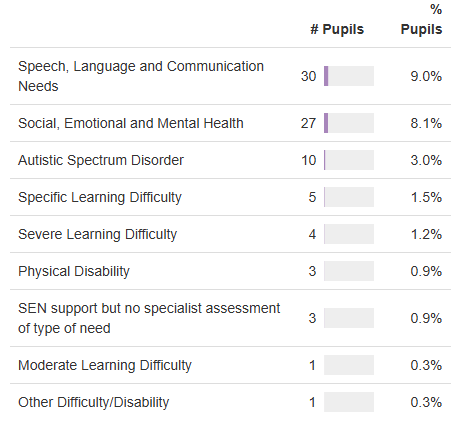 %
# Pupils Pupils
Speech, Language and Communication
Needs 30 9.0%
Social, Emotional and Mental Health 27 8.1%
Autistic Spectrum Disorder 10 3.0%
Specific Learning Difficulty 5 1.5%
Severe Learning Difficulty 4 1.2%
Physical Disability 3 0.9%
SEN support but no specialist assessment
of type of need 3 0.9%
Moderate Learning Difficulty 1 0.3%
Other Difficulty/Disability 1 0.3%